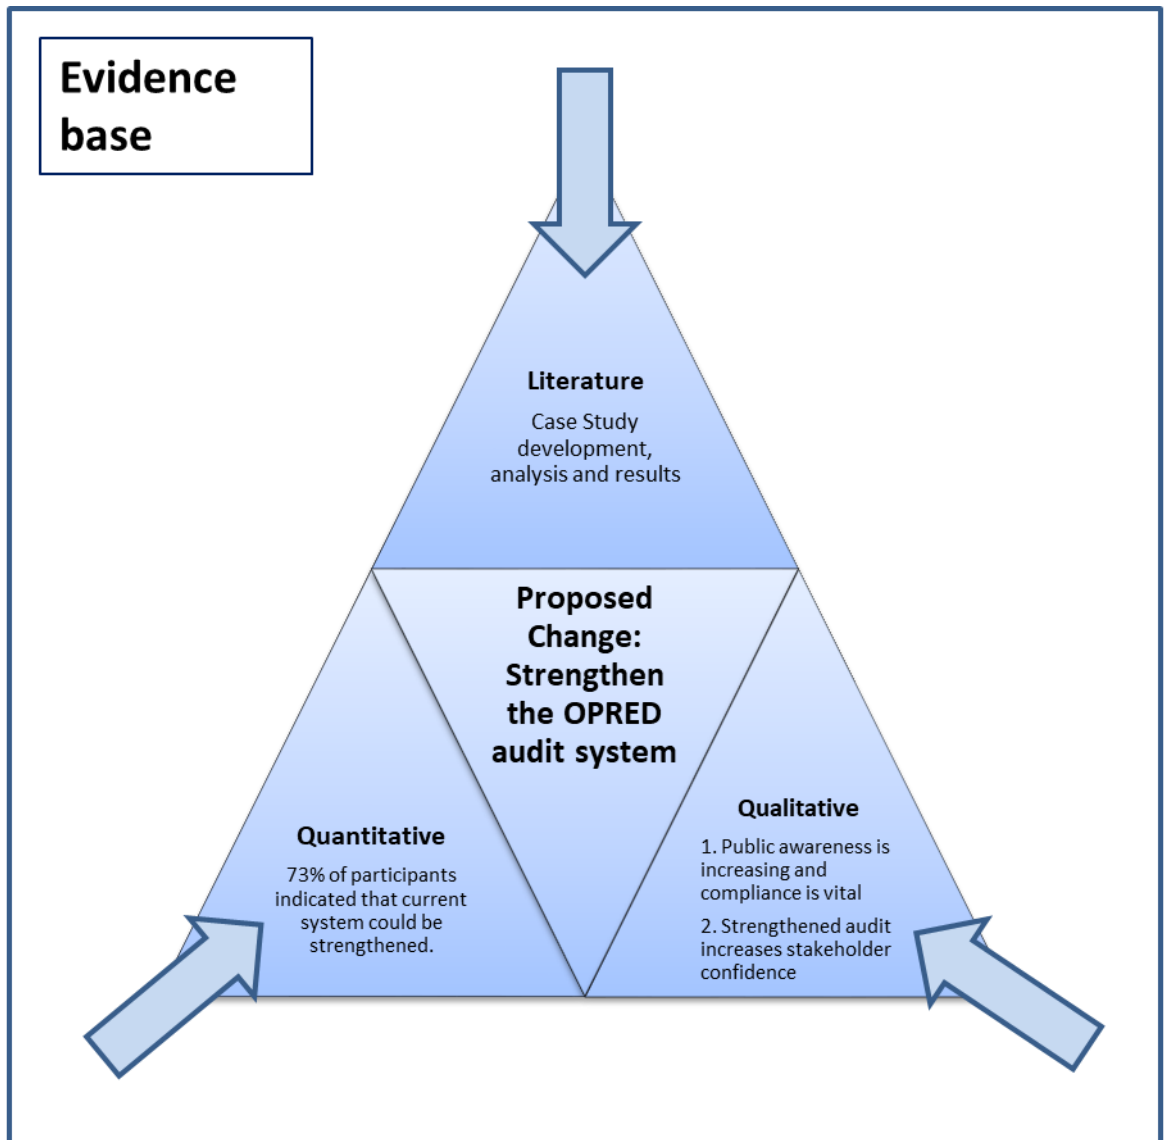 Evidence
base
Literature
Case Study
development,
analysis and results
Proposed
Change:
Strengthen
the OPRED
audit system
Quantitative
73% of participants
indicated that current
system could be
strengthened.
Qualitative
1. Public awareness is
increasing and
compliance is vital
2. Strengthened audit
increases stakeholder
confidence